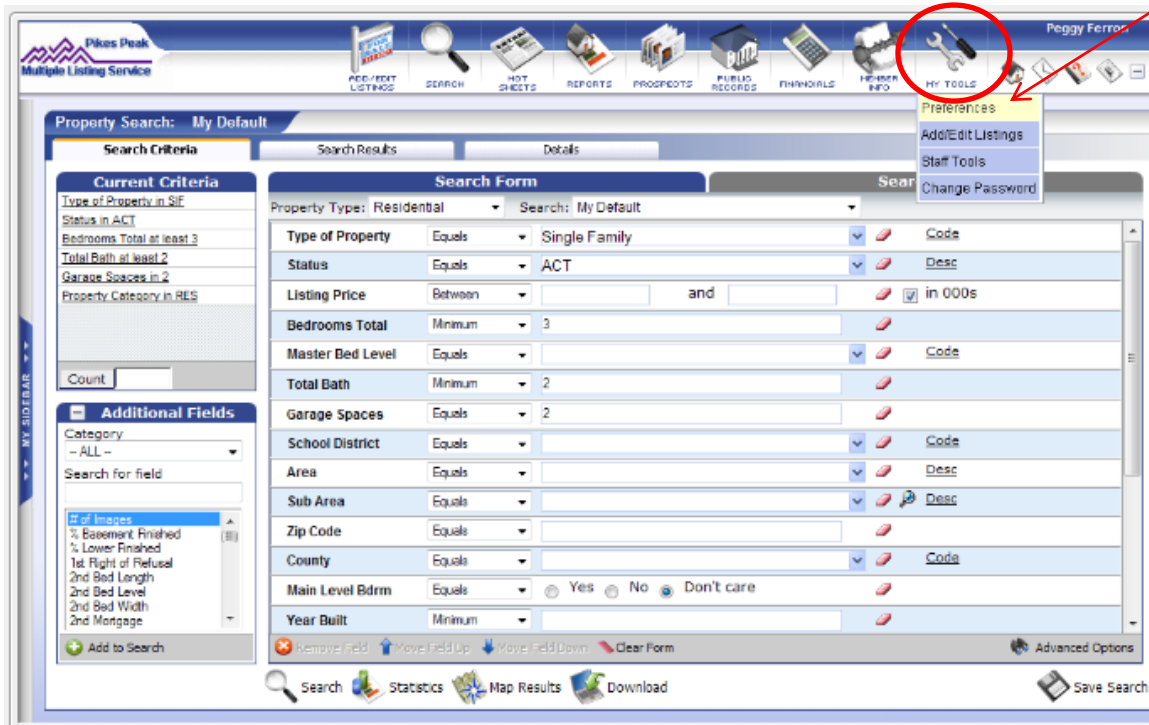 Pikes Peak
Multiple Listing Service
ADD/EDIT LISTINGS
SEARCH
HOT SHEETS
REPORTS
PROSPECTS
PUBLIC RECORDS
FINANCIALS
MEMBER INFO
MY TOOLS
Peggy Ferron
Preferences
Add/Edit Listings
Staff Tools
Change Password
Property Search: My Default
Search Criteria
Search Results
Details
Current Criteria
Type of Property in SIF
Status in ACT
Bedrooms Total at least 3
Total Bath at least 2
Garage Spaces in 2
Property Category in RES
Count
MY SIDEBAR
Additional Fields
Category
-- ALL --
Search for field
# of Images
% Basement Finished
% Lower Finished
1st Right of Refusal
2nd Bed Length
2nd Bed Level
2nd Bed Width
2nd Mortgage
Add to Search
Search Form
Sear
Property Type: Residential Search: My Default
Type of Property Equals Single Family Code
Status Equals ACT Desc
Listing Price Between and in 000s
Bedrooms Total Minimum 3
Master Bed Level Equals Code
Total Bath Minimum 2
Garage Spaces Equals 2
School District Equals Code
Area Equals Desc
Sub Area Equals Desc
Zip Code Equals
County Equals Code
Main Level Bdrm Equals Yes No Don't care
Year Built Minimum
Remove Field Move Field Up Move Field Down Clear Form Advanced Options
Search Statistics Map Results Download Save Search